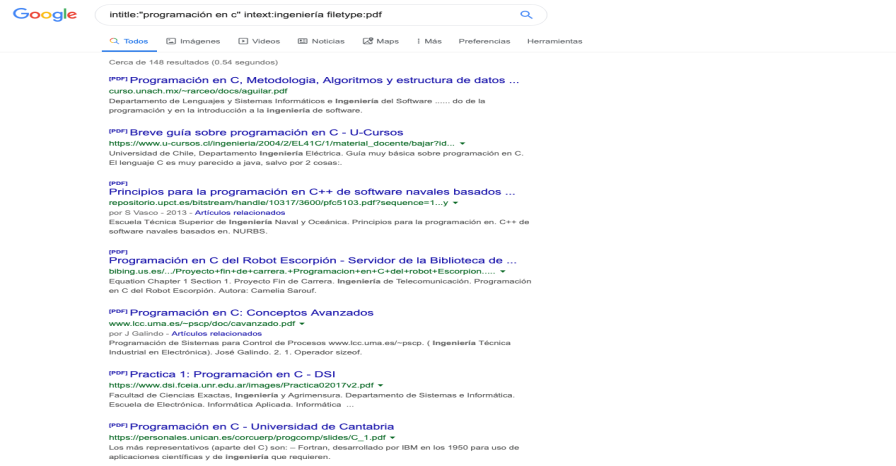 Google
intitle:"programación en c" intext:ingeniería filetype:pdf
Todos Imágenes Videos Noticias Maps Más Preferencias Herramientas
Cerca de 148 resultados (0.54 segundos)
[PDF] Programación en C, Metodologia, Algoritmos y estructura de datos ...
curso.unach.mx/~rarceo/docs/aguilar.pdf
Departamento de Lenguajes y Sistemas Informáticos e Ingeniería del Software ...... do de la
programación y en la introducción a la ingeniería de software.
[PDF] Breve guía sobre programación en C - U-Cursos
https://www.u-cursos.cl/ingenieria/2004/2/EL41C/1/material_docente/bajar?id...
Universidad de Chile, Departamento Ingeniería Eléctrica. Guía muy básica sobre programación en C.
El lenguaje C es muy parecido a java, salvo por 2 cosas:.
[PDF]
Principios para la programación en C++ de software navales basados ...
repositorio.upct.es/bitstream/handle/10317/3600/pfc5103.pdf?sequence=1...y
por S Vasco - 2013 - Artículos relacionados
Escuela Técnica Superior de Ingeniería Naval y Oceánica. Principios para la programación en. C++ de
software navales basados en. NURBS.
[PDF]
Programación en C del Robot Escorpión - Servidor de la Biblioteca de ...
bibing.us.es/.../Proyecto+fin+de+carrera.+Programacion+en+C+del+robot+Escorpion.....
Equation Chapter 1 Section 1. Proyecto Fin de Carrera. Ingeniería de Telecomunicación. Programación
en C del Robot Escorpión. Autora: Camelia Sarouf.
[PDF] Programación en C: Conceptos Avanzados
www.lcc.uma.es/~pscp/doc/cavanzado.pdf
por J Galindo - Artículos relacionados
Programación de Sistemas para Control de Procesos www.lcc.uma.es/~pscp. ( Ingeniería Técnica
Industrial en Electrónica). José Galindo. 2. 1. Operador sizeof.
[PDF] Practica 1: Programación en C - DSI
https://www.dsi.fceia.unr.edu.ar/images/Practica02017v2.pdf
Facultad de Ciencias Exactas, Ingeniería y Agrimensura. Departamento de Sistemas e Informática.
Escuela de Electrónica. Informática Aplicada. Informática ...
[PDF] Programación en C - Universidad de Cantabria
https://personales.unican.es/corcuerp/progcomp/slides/C_1.pdf
Los más representativos (aparte del C) son: – Fortran, desarrollado por IBM en los 1950 para uso de
aplicaciones científicas y de ingeniería que requieren.